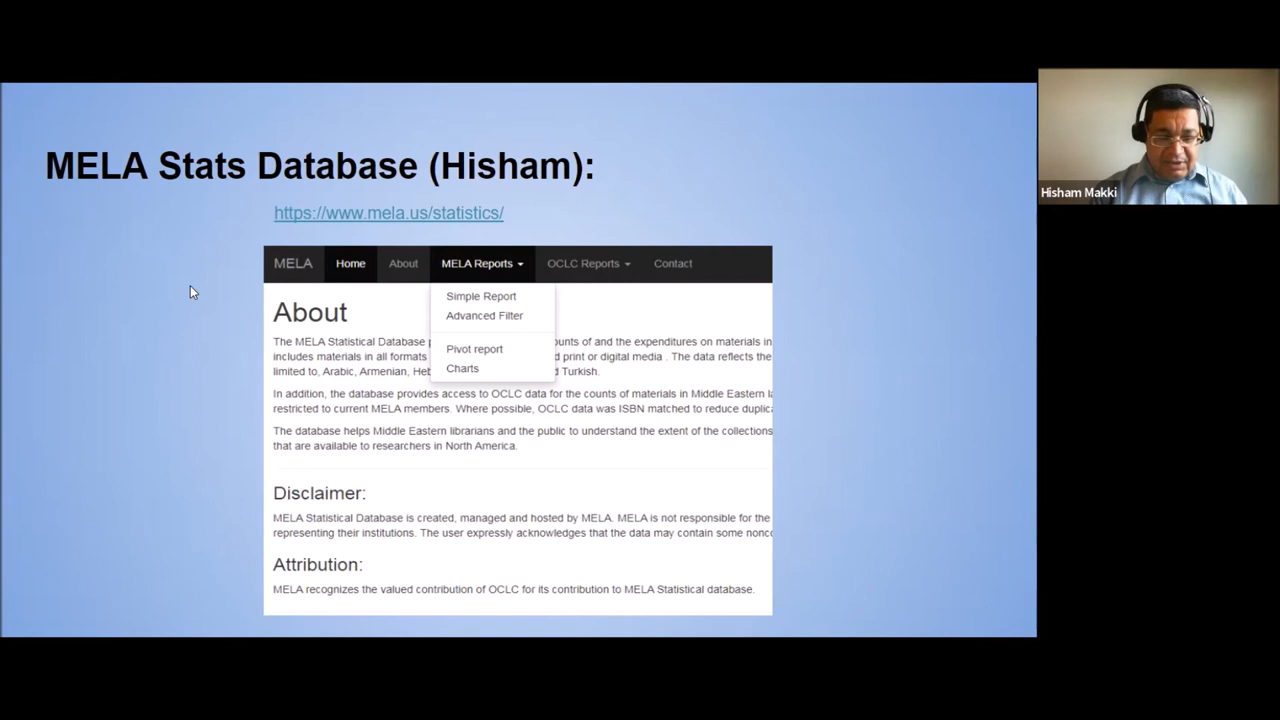 MELA Stats Database (Hisham):
https://www.mela.us/statistics/
MELA Home About MELA Reports OCLC Reports Contact
Simple Report
Advanced Filter
Pivot report
Charts
About
The MELA Statistical Database p unts of and the expenditures on materials in
includes materials in all formats d print or digital media . The data reflects the
limited to, Arabic, Armenian, Heb d Turkish.
In addition, the database provides access to OCLC data for the counts of materials in Middle Eastern la
restricted to current MELA members. Where possible, OCLC data was ISBN matched to reduce duplica
The database helps Middle Eastern librarians and the public to understand the extent of the collections
that are available to researchers in North America.
Disclaimer:
MELA Statistical Database is created, managed and hosted by MELA. MELA is not responsible for the
representing their institutions. The user expressly acknowledges that the data may contain some nonco
Attribution:
MELA recognizes the valued contribution of OCLC for its contribution to MELA Statistical database.
Hisham Makki